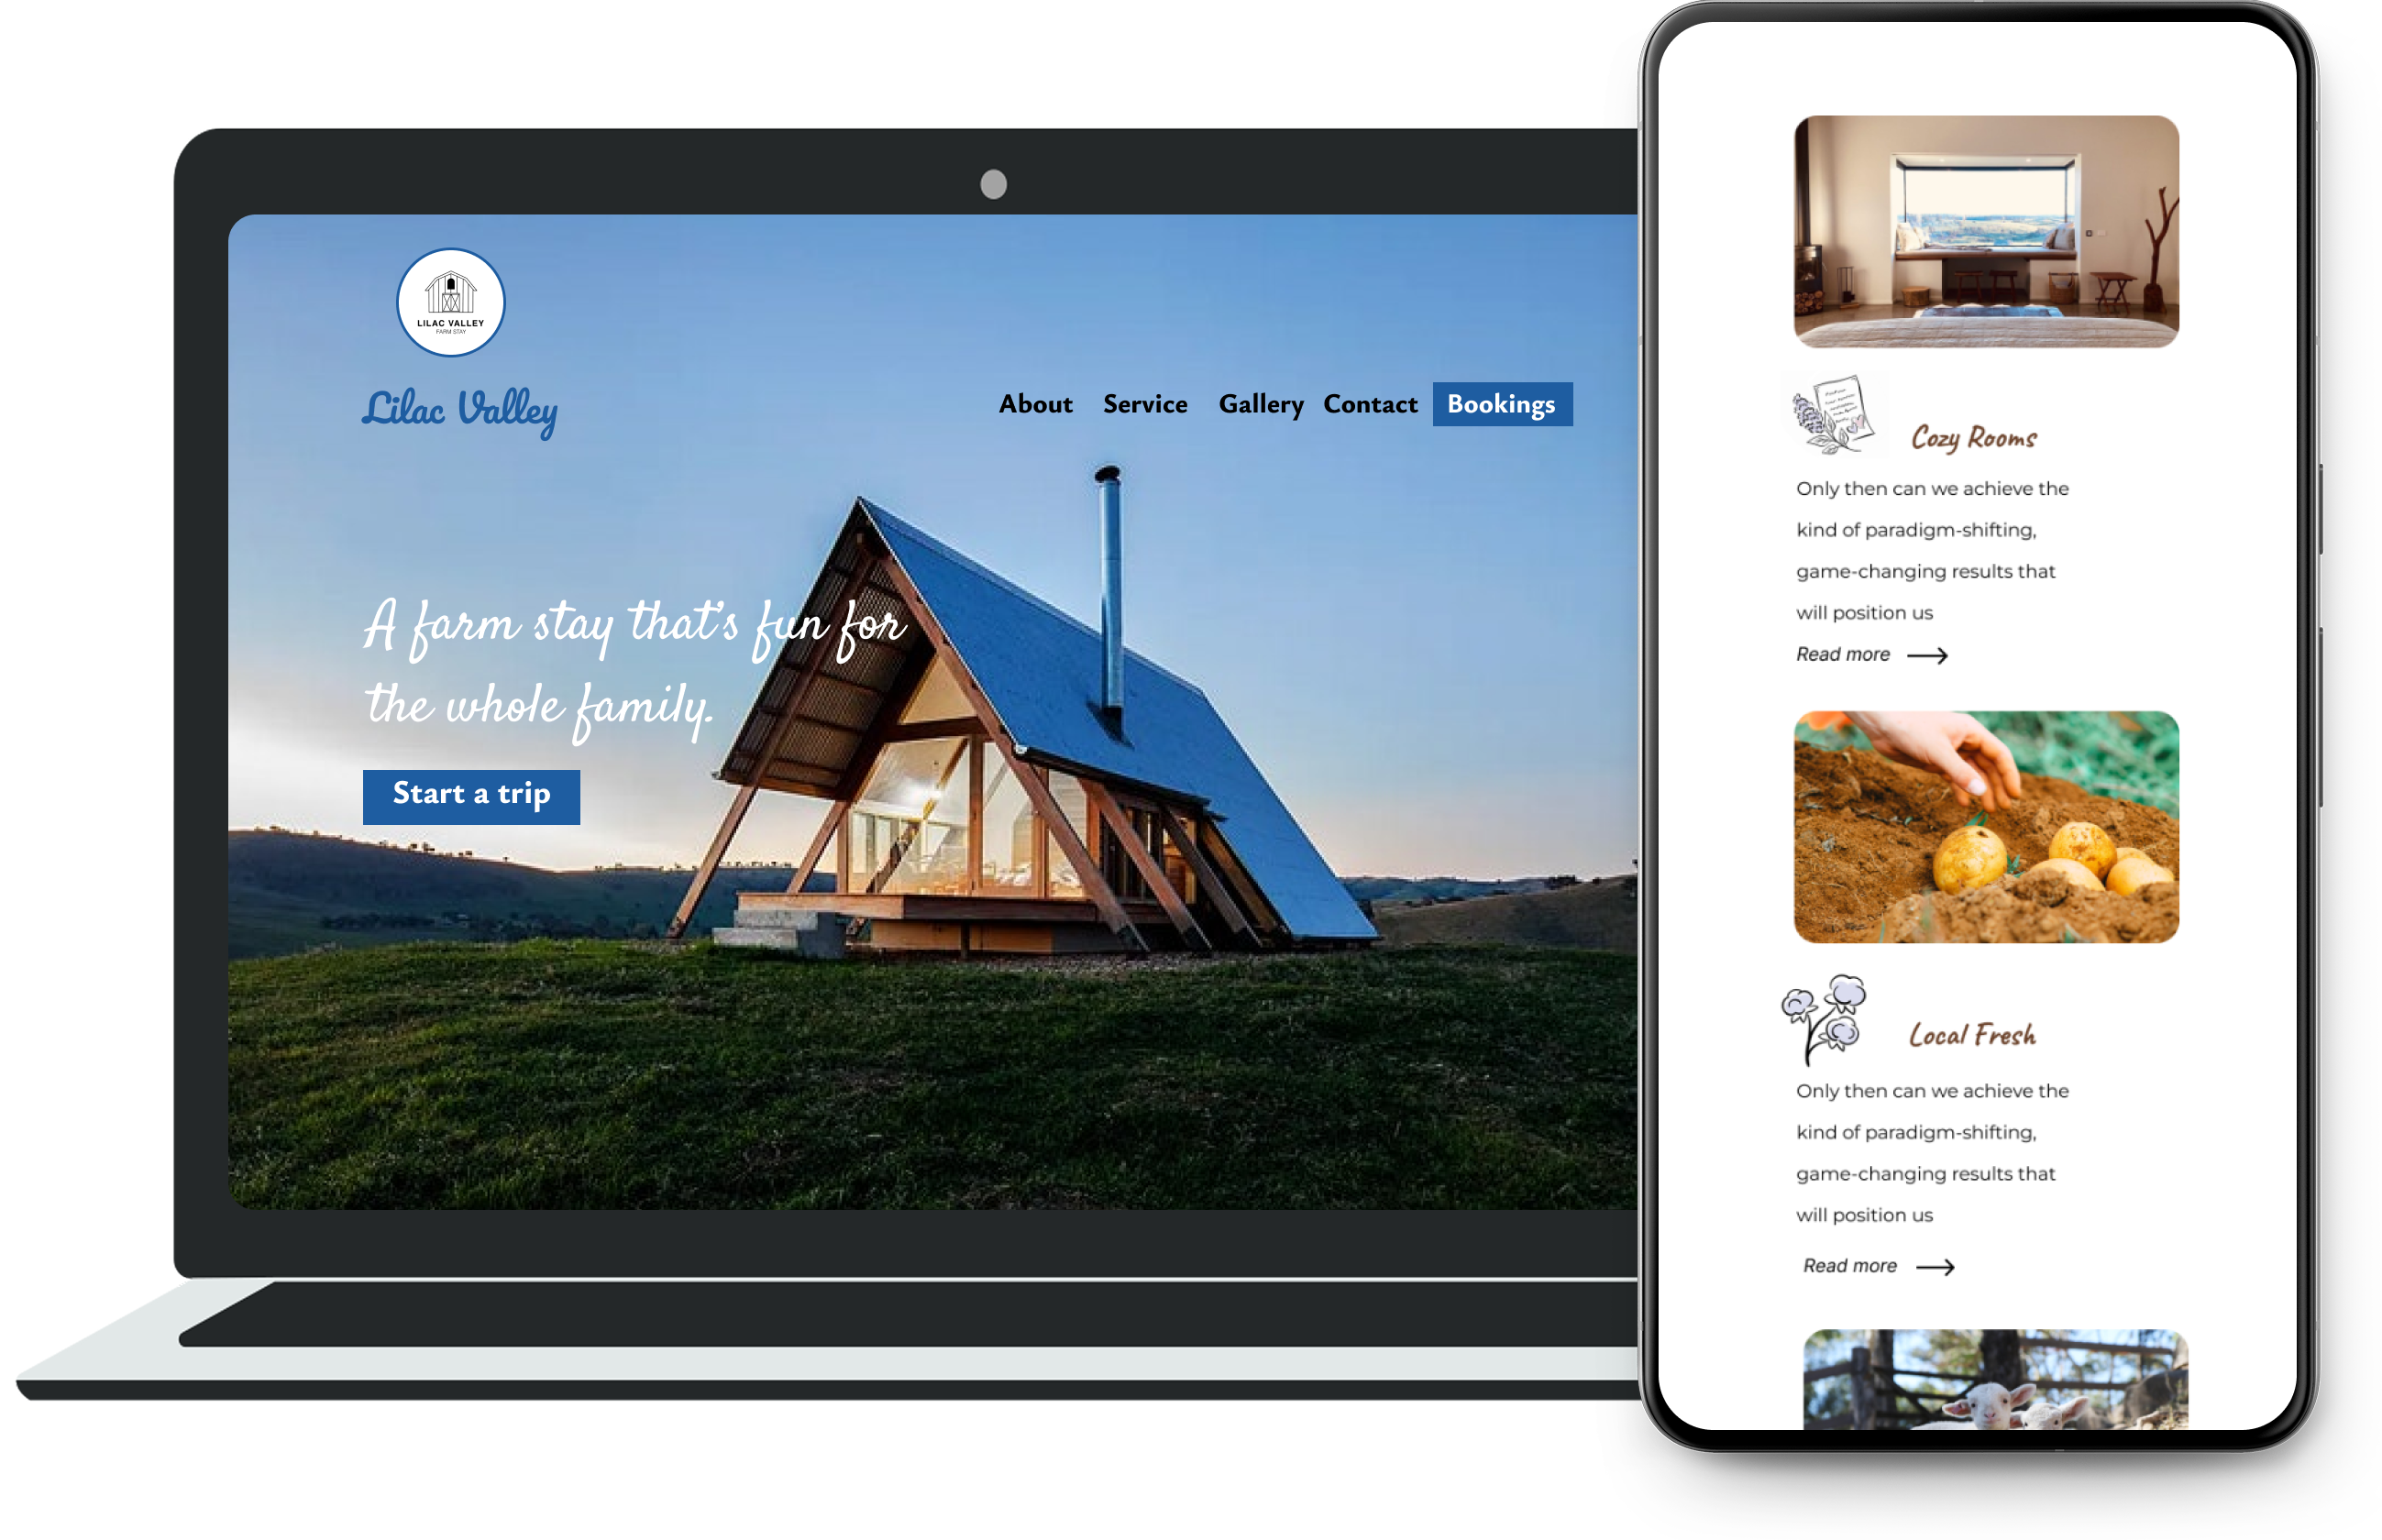 LILAC VALLEY
FARM STAY
Lilac Valley
About Service Gallery Contact Bookings
A farm stay that's fun for
the whole family.
Start a trip
Cozy Rooms
Only then can we achieve the
kind of paradigm-shifting,
game-changing results that
will position us
Read more
Local Fresh
Only then can we achieve the
kind of paradigm-shifting,
game-changing results that
will position us
Read more